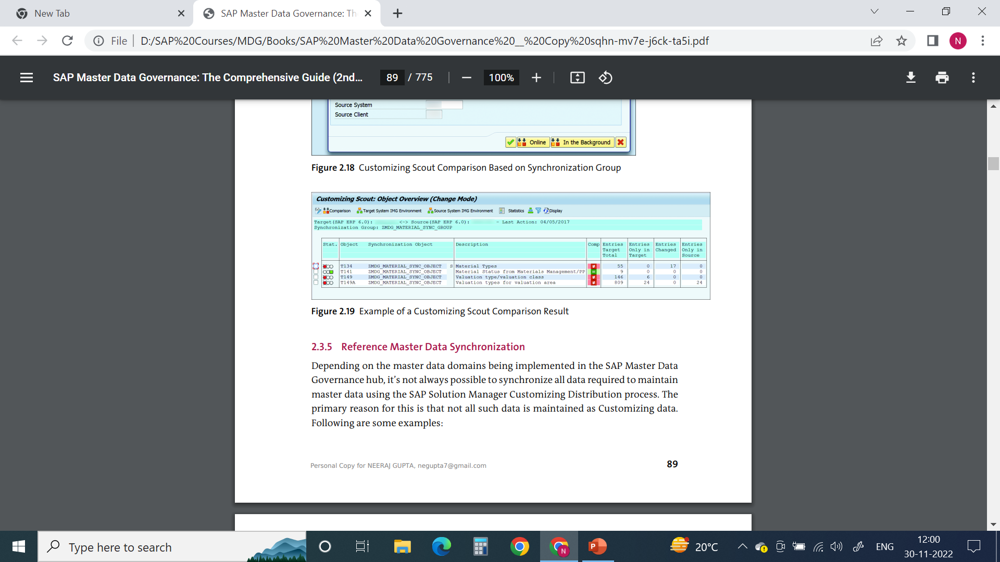 New Tab
SAP Master Data Governance: Th
File
D:/SAP%20Courses/MDG/Books/SAP%20Master%20Data%20Governance%20__%20Copy%20sqhn-mv7e-j6ck-ta5i.pdf
N
SAP Master Data Governance: The Comprehensive Guide (2nd...
89 / 775
100%
Source System
Source Client
Online
In the Background
Figure 2.18 Customizing Scout Comparison Based on Synchronization Group
Customizing Scout: Object Overview (Change Mode)
Comparison Target System IMG Environment Source System IMG Environment Statistics Display
Target(SAP ERP 6.0): <-> Source(SAP ERP 6.0): - Last Action: 04/05/2017
Synchronization Group: ZMDG_MATERIAL_SYNC_GROUP
Stat. Object Synchronization Object Description Comp Entries Entries Entries Entries
Target Only in Changed Only in
Total Target Source
T134 ZMDG_MATERIAL_SYNC_OBJECT S Material Types 55 0 17 0
T141 ZMDG_MATERIAL_SYNC_OBJECT Material Status from Materials Management/PP 9 0 0 0
T149 ZMDG_MATERIAL_SYNC_OBJECT Valuation type/valuation class 146 6 0 0
T149A ZMDG_MATERIAL_SYNC_OBJECT Valuation types for valuation area 809 24 0 24
Figure 2.19 Example of a Customizing Scout Comparison Result
2.3.5 Reference Master Data Synchronization
Depending on the master data domains being implemented in the SAP Master Data
Governance hub, it's not always possible to synchronize all data required to maintain
master data using the SAP Solution Manager Customizing Distribution process. The
primary reason for this is that not all such data is maintained as Customizing data.
Following are some examples:
Personal Copy for NEERAJ GUPTA, negupta7@gmail.com
89
Type here to search
N
P
20°C
ENG
12:00
30-11-2022